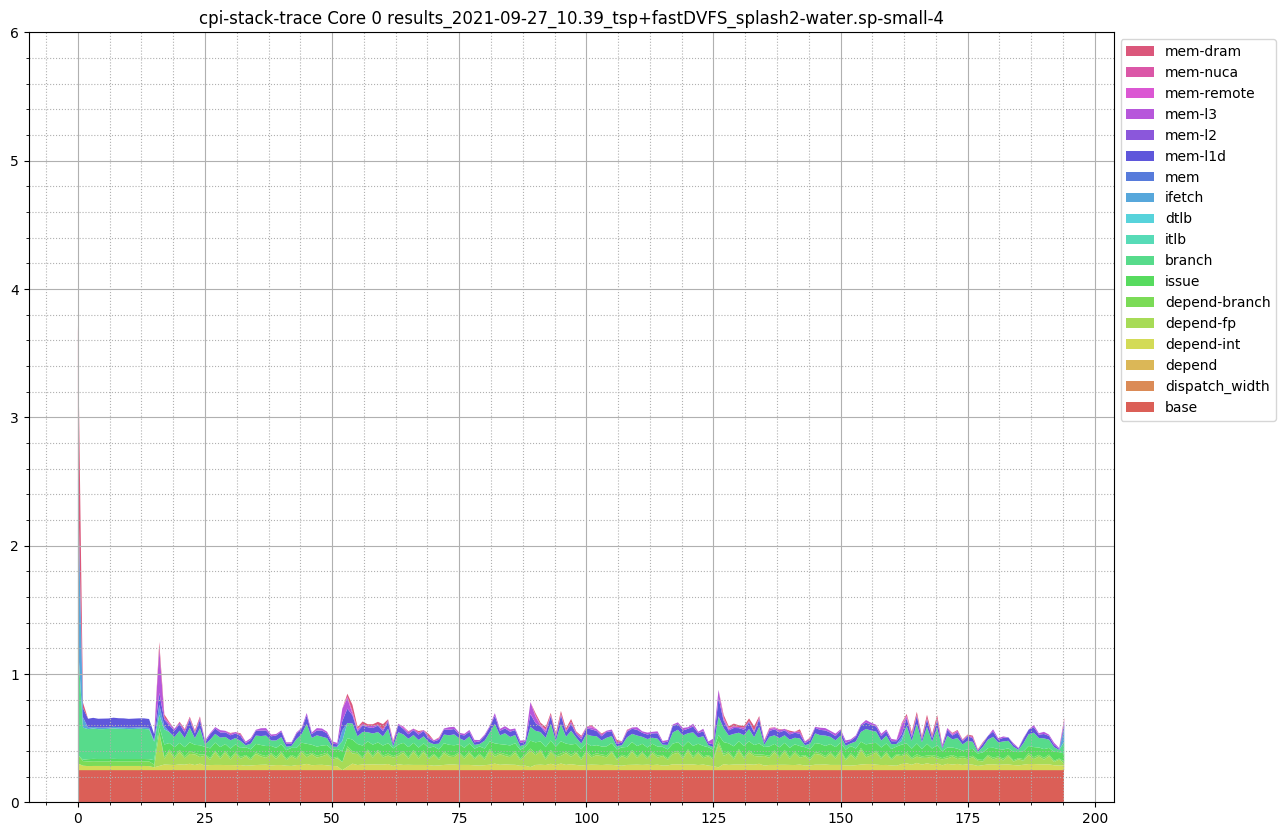 cpi-stack-trace Core 0 results_2021-09-27_10.39_tsp+fastDVFS_splash2-water.sp-small-4
6
5
4
3
2
1
0
0 25 50 75 100 125 150 175 200
mem-dram
mem-nuca
mem-remote
mem-l3
mem-l2
mem-l1d
mem
ifetch
dtlb
itlb
branch
issue
depend-branch
depend-fp
depend-int
depend
dispatch_width
base